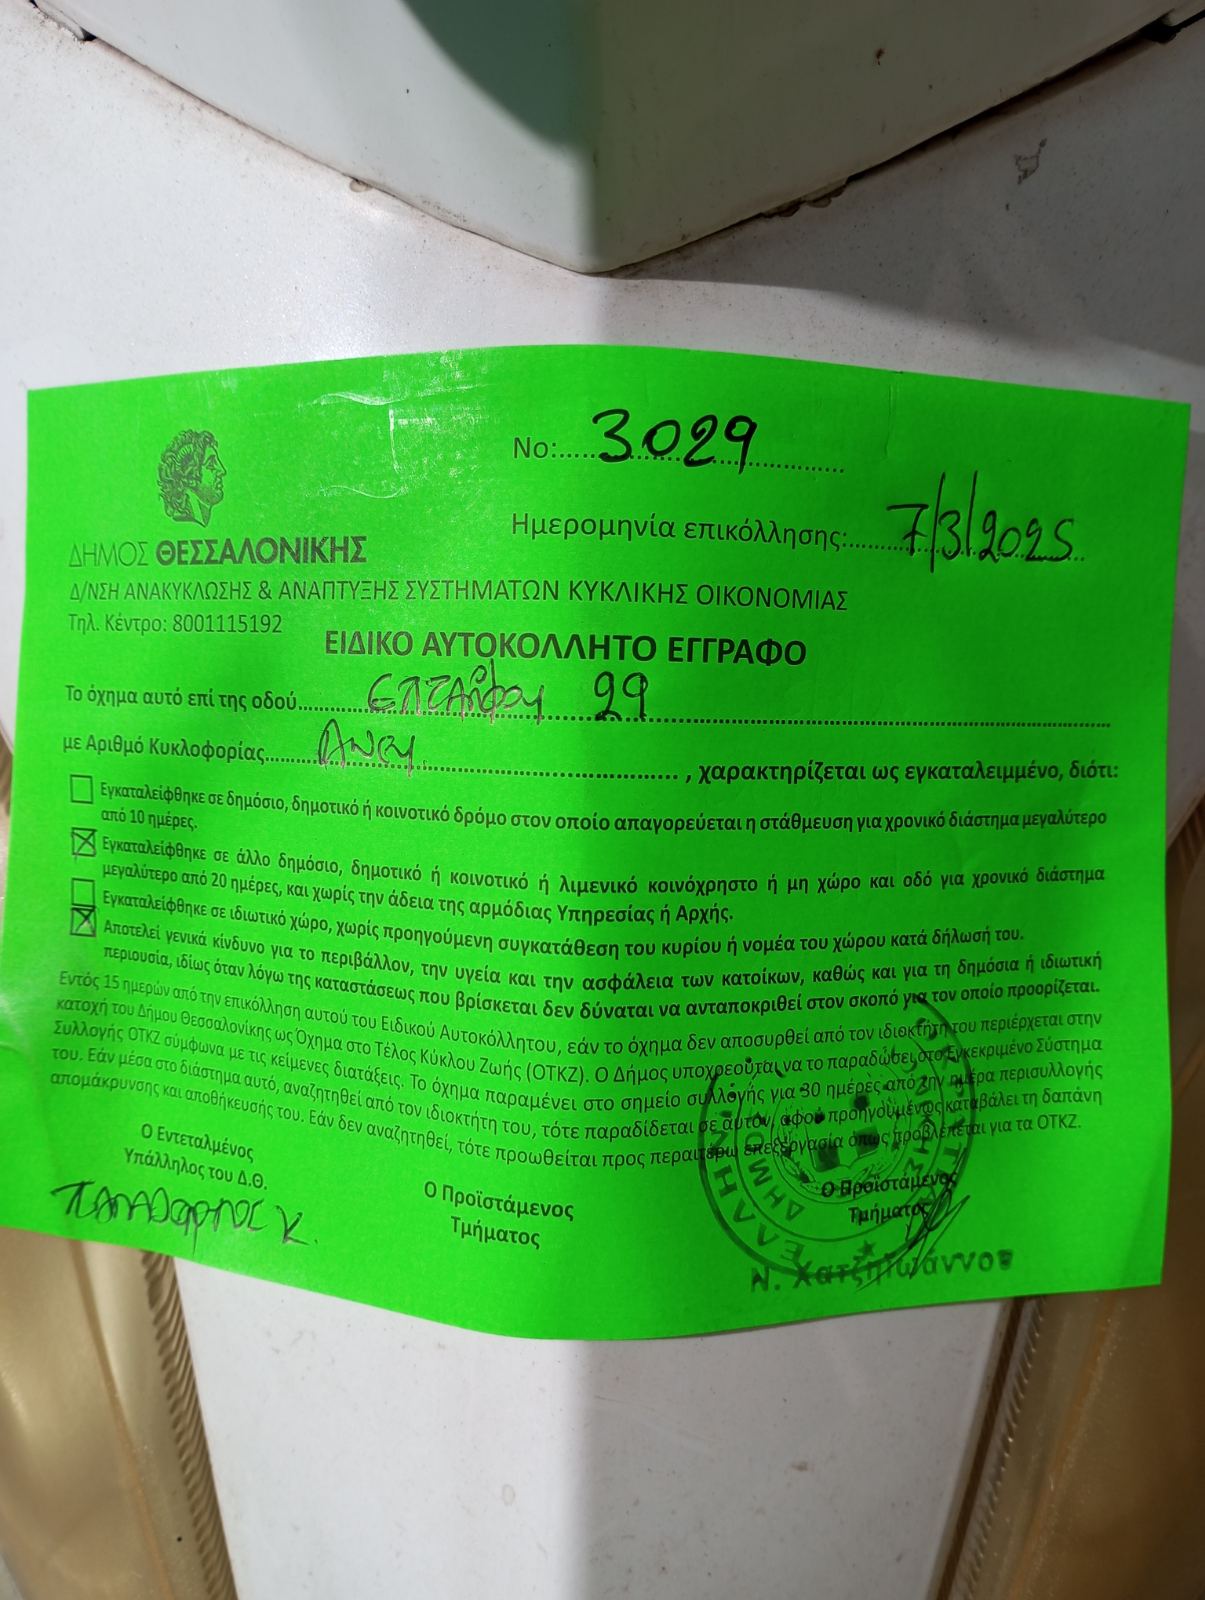 No: 3029
Ημερομηνία επικόλλησης: 7/3/2025
ΔΗΜΟΣ ΘΕΣΣΑΛΟΝΙΚΗΣ
Δ/ΝΣΗ ΑΝΑΚΥΚΛΩΣΗΣ & ΑΝΑΠΤΥΞΗΣ ΣΥΣΤΗΜΑΤΩΝ ΚΥΚΛΙΚΗΣ ΟΙΚΟΝΟΜΙΑΣ
Τηλ. Κέντρο: 8001115192
ΕΙΔΙΚΟ ΑΥΤΟΚΟΛΛΗΤΟ ΕΓΓΡΑΦΟ
Το όχημα αυτό επί της οδού 29
με Αριθμό Κυκλοφορίας Άνευ , χαρακτηρίζεται ως εγκαταλειμμένο, διότι:
Εγκαταλείφθηκε σε δημόσιο, δημοτικό ή κοινοτικό δρόμο στον οποίο απαγορεύεται η στάθμευση για χρονικό διάστημα μεγαλύτερο
από 10 ημέρες.
Εγκαταλείφθηκε σε άλλο δημόσιο, δημοτικό ή κοινοτικό ή λιμενικό κοινόχρηστο ή μη χώρο και οδό για χρονικό διάστημα
μεγαλύτερο από 20 ημέρες, και χωρίς την άδεια της αρμόδιας Υπηρεσίας ή Αρχής.
Εγκαταλείφθηκε σε ιδιωτικό χώρο, χωρίς προηγούμενη συγκατάθεση του κυρίου ή νομέα του χώρου κατά δήλωσή του.
Αποτελεί γενικά κίνδυνο για το περιβάλλον, την υγεία και την ασφάλεια των κατοίκων, καθώς και για τη δημόσια ή ιδιωτική
περιουσία, ιδίως όταν λόγω της καταστάσεως που βρίσκεται δεν δύναται να ανταποκριθεί στον σκοπό για τον οποίο προορίζεται.
Εντός 15 ημερών από την επικόλληση αυτού του Ειδικού Αυτοκόλλητου, εάν το όχημα δεν αποσυρθεί από τον ιδιοκτήτη του περιέρχεται στην
κατοχή του Δήμου Θεσσαλονίκης ως Όχημα στο Τέλος Κύκλου Ζωής (ΟΤΚΖ). Ο Δήμος υποχρεούται να το παραδώσει στο Εγκεκριμένο Σύστημα
Συλλογής ΟΤΚΖ σύμφωνα με τις κείμενες διατάξεις. Το όχημα παραμένει στο σημείο συλλογής για 30 ημέρες από την ημέρα περισυλλογής
του. Εάν μέσα στο διάστημα αυτό, αναζητηθεί από τον ιδιοκτήτη του, τότε παραδίδεται σε αυτόν, αφού προηγουμένως καταβάλει τη δαπάνη
απομάκρυνσης και αποθήκευσής του. Εάν δεν αναζητηθεί, τότε προωθείται προς περαιτέρω επεξεργασία όπως προβλέπεται για τα ΟΤΚΖ.
Ο Εντεταλμένος
Υπάλληλος του Δ.Θ.
Ο Προϊστάμενος
Τμήματος
Ο Προϊστάμενος
Τμήματος
Ν. Χατζηϊωάννου